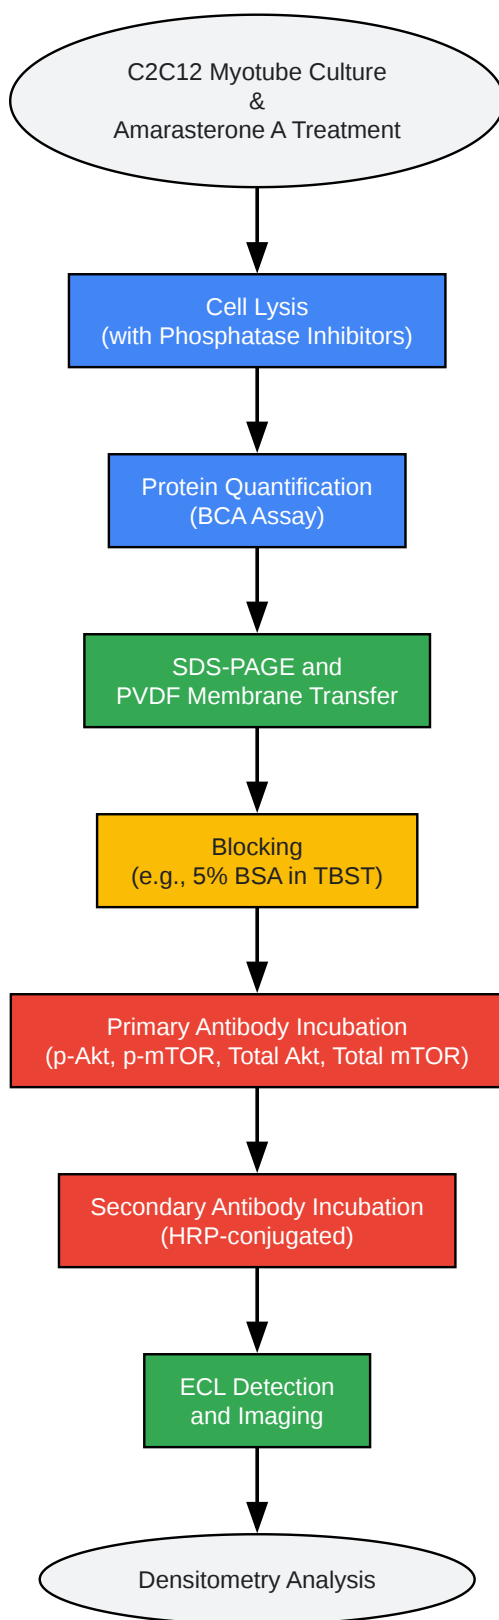 C2C12 Myotube Culture
&
Amarasterone A Treatment
Cell Lysis
(with Phosphatase Inhibitors)
Protein Quantification
(BCA Assay)
SDS-PAGE and
PVDF Membrane Transfer
Blocking
(e.g., 5% BSA in TBST)
Primary Antibody Incubation
(p-Akt, p-mTOR, Total Akt, Total mTOR)
Secondary Antibody Incubation
(HRP-conjugated)
ECL Detection
and Imaging
Densitometry Analysis